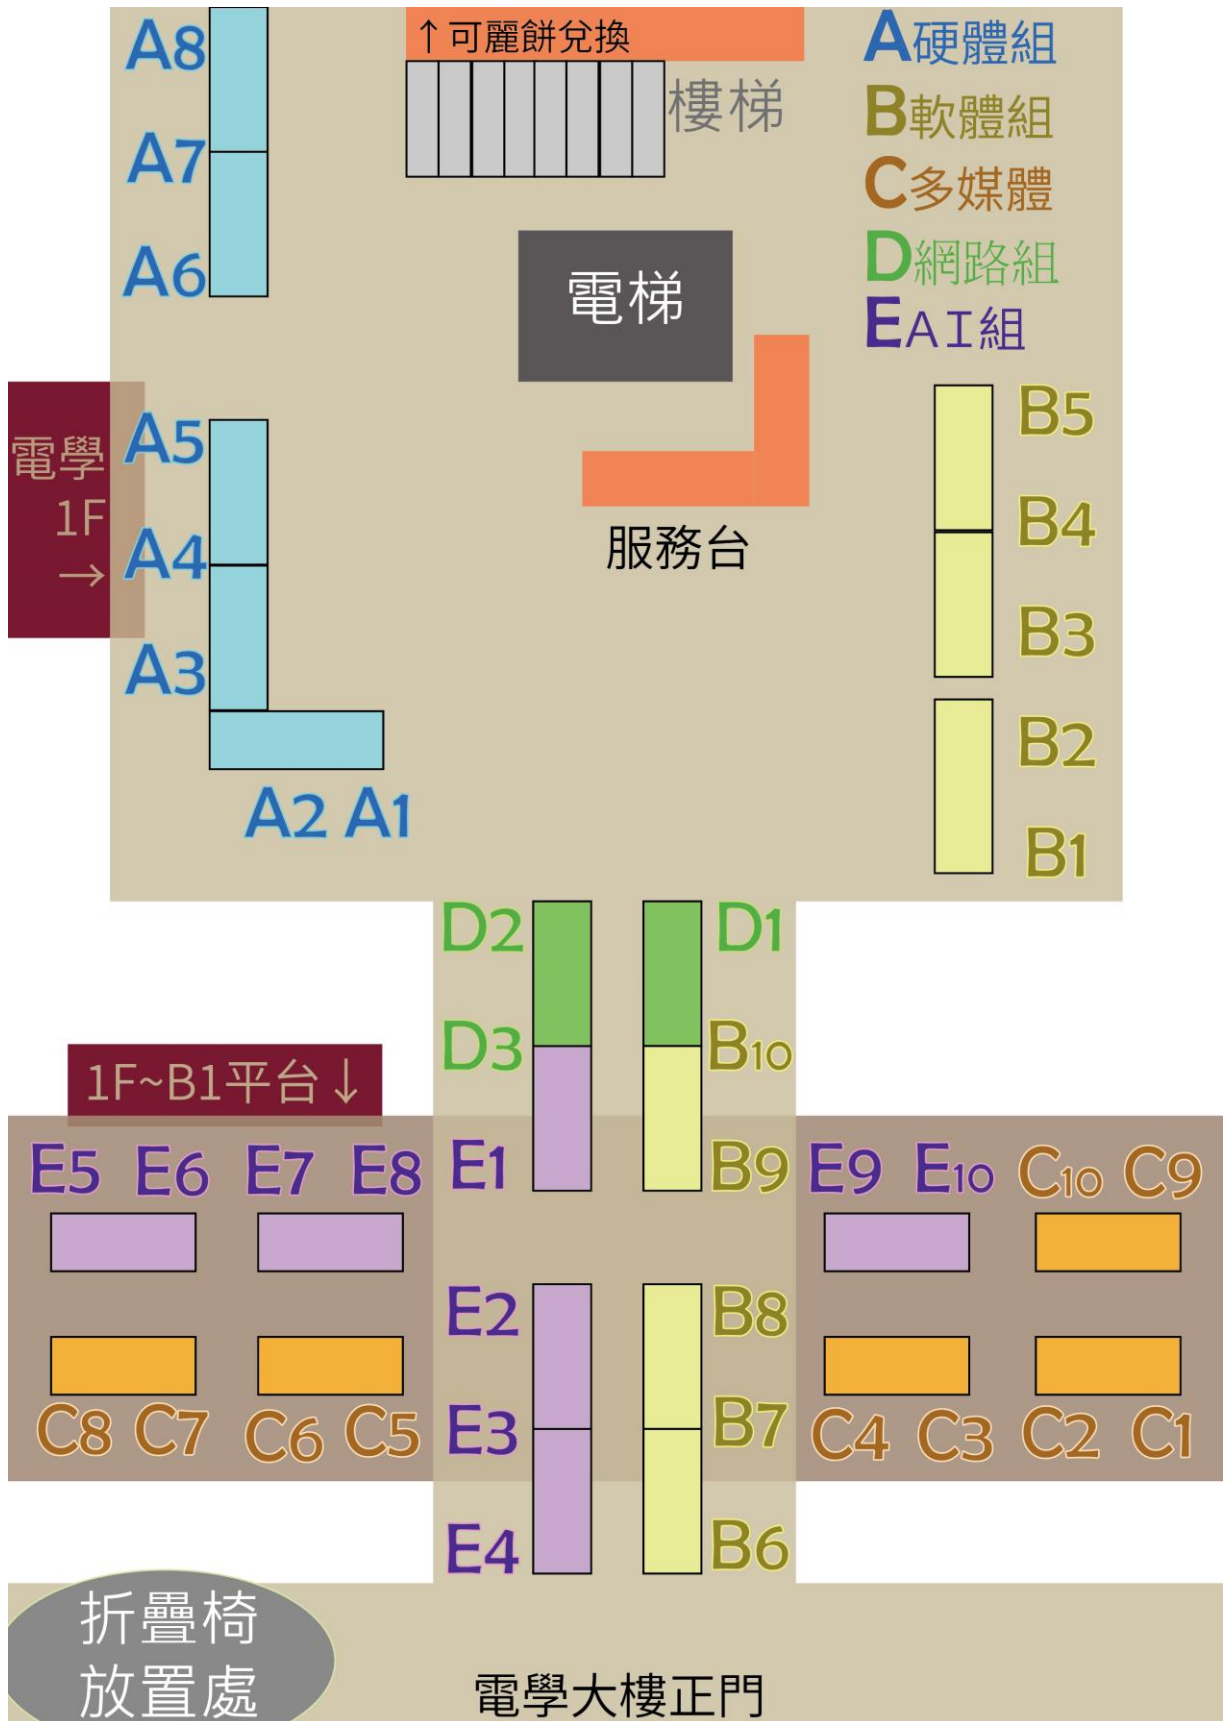 A8
↑可麗餅兌換
A硬體組
樓梯
B軟體組
A7
C多媒體
D網路組
A6
電梯
EAI組
B5
A5
電學
1F
→
B4
A4
服務台
B3
A3
B2
A2 A1
B1
D2
D1
D3
B10
1F~B1平台↓
E5 E6 E7 E8 E1
B9 E9 E10 C10 C9
E2
B8
C8 C7 C6 C5 E3
B7 C4 C3 C2 C1
E4
B6
折疊椅
放置處
電學大樓正門